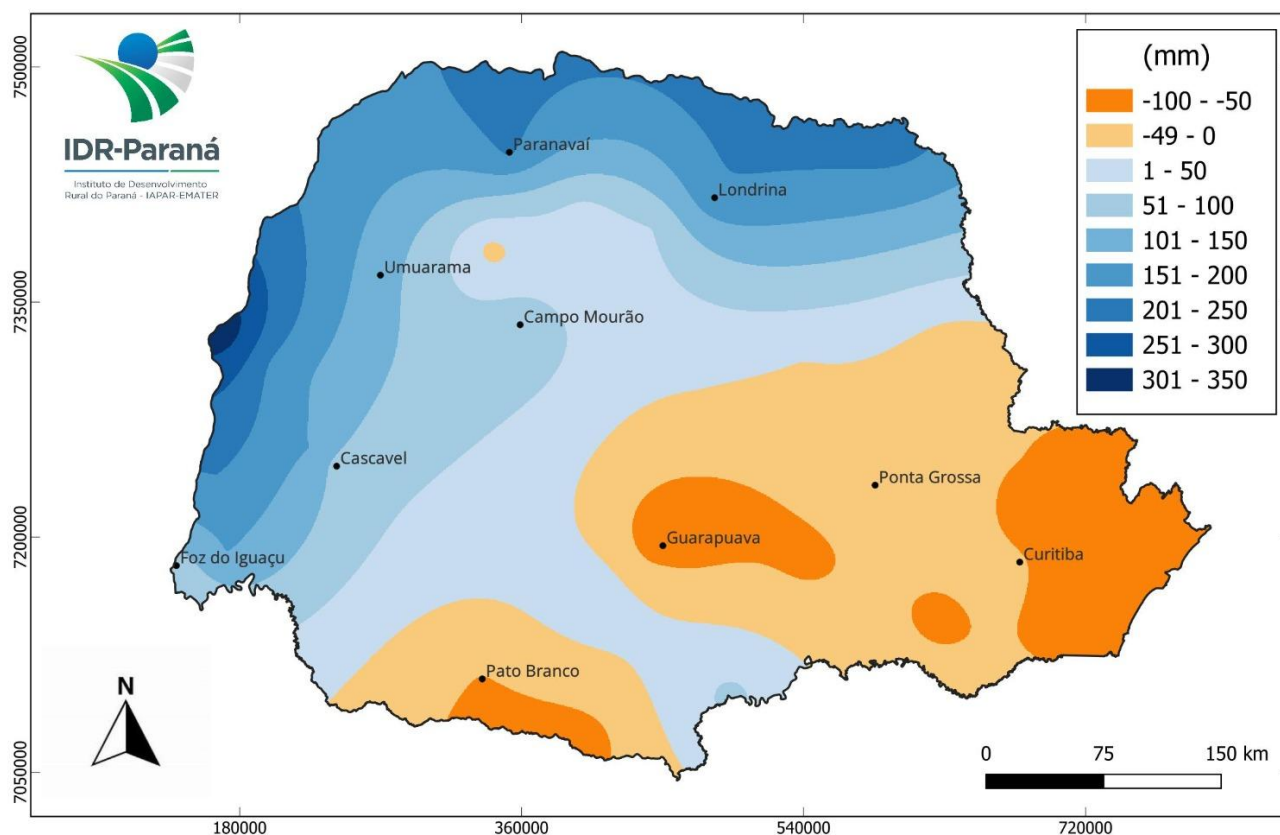 IDR-Paraná
Instituto de Desenvolvimento
Rural do Paraná - IAPAR-EMATER
(mm)
-100 - -50
-49 - 0
1 - 50
51 - 100
101 - 150
151 - 200
201 - 250
251 - 300
301 - 350
7500000
7350000
7200000
7050000
Paranavaí
Londrina
Umuarama
Campo Mourão
Cascavel
Ponta Grossa
Guarapuava
Foz do Iguaçu
Curitiba
Pato Branco
N
0 75 150 km
180000 360000 540000 720000